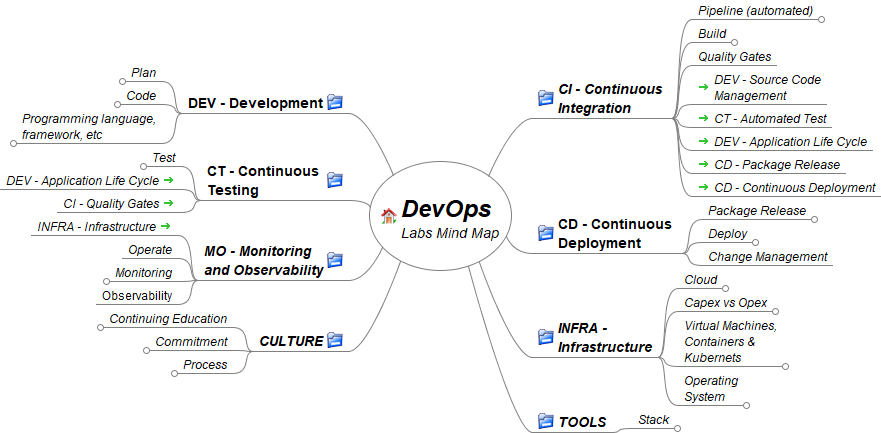 DevOps
Labs Mind Map
DEV - Development
Plan
Code
Programming language,
framework, etc
CT - Continuous
Testing
Test
DEV - Application Life Cycle
CI - Quality Gates
MO - Monitoring
and Observability
INFRA - Infrastructure
Operate
Monitoring
Observability
CULTURE
Continuing Education
Commitment
Process
CI - Continuous
Integration
Pipeline (automated)
Build
Quality Gates
DEV - Source Code
Management
CT - Automated Test
DEV - Application Life Cycle
CD - Package Release
CD - Continuous Deployment
CD - Continuous
Deployment
Package Release
Deploy
Change Management
INFRA -
Infrastructure
Cloud
Capex vs Opex
Virtual Machines,
Containers &
Kubernets
Operating
System
TOOLS
Stack